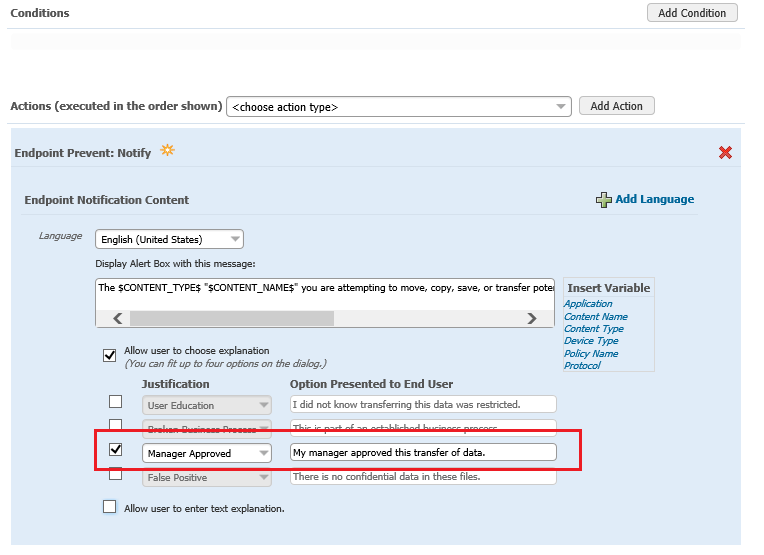 Conditions
Add Condition
Actions (executed in the order shown) <choose action type> Add Action
Endpoint Prevent: Notify
Endpoint Notification Content
Add Language
Language English (United States)
Display Alert Box with this message:
The $CONTENT_TYPE$ "$CONTENT_NAME$" you are attempting to move, copy, save, or transfer poter
Insert Variable
Application
Content Name
Content Type
Device Type
Policy Name
Protocol
Allow user to choose explanation
(You can fit up to four options on the dialog.)
Justification Option Presented to End User
User Education I did not know transferring this data was restricted.
Broken Business Process This is part of an established business process.
Manager Approved My manager approved this transfer of data.
False Positive There is no confidential data in these files.
Allow user to enter text explanation.